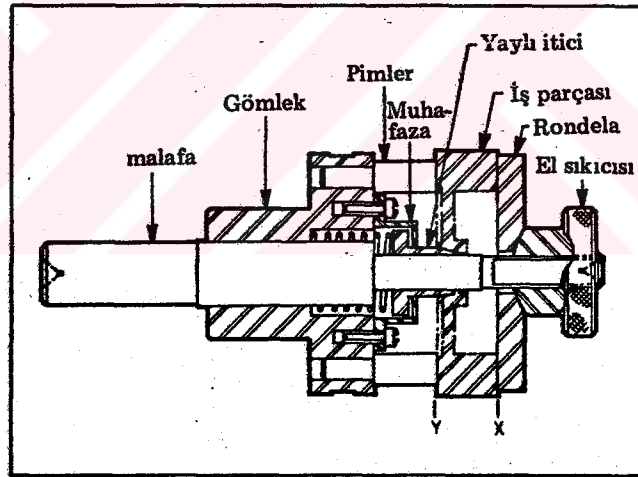 Yaylı itici
Pimler
İş parçası
Gömlek
Muha-
faza
Rondela
malafa
El sıkıcısı
Y
X